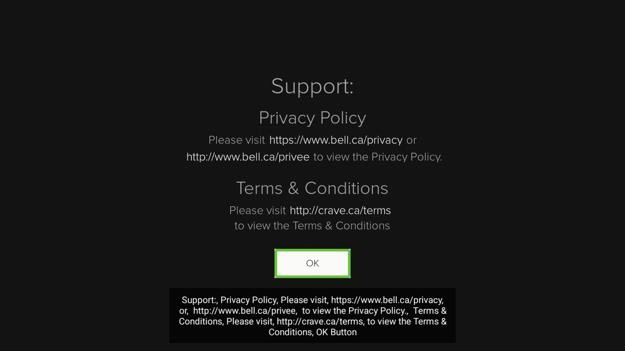 Support:
Privacy Policy
Please visit https://www.bell.ca/privacy or
http://www.bell.ca/privee to view the Privacy Policy.
Terms & Conditions
Please visit http://crave.ca/terms
to view the Terms & Conditions
OK
Support:, Privacy Policy, Please visit, https://www.bell.ca/privacy,
or,  http://www.bell.ca/privee,  to view the Privacy Policy.,  Terms &
Conditions, Please visit, http://crave.ca/terms, to view the Terms &
Conditions, OK Button